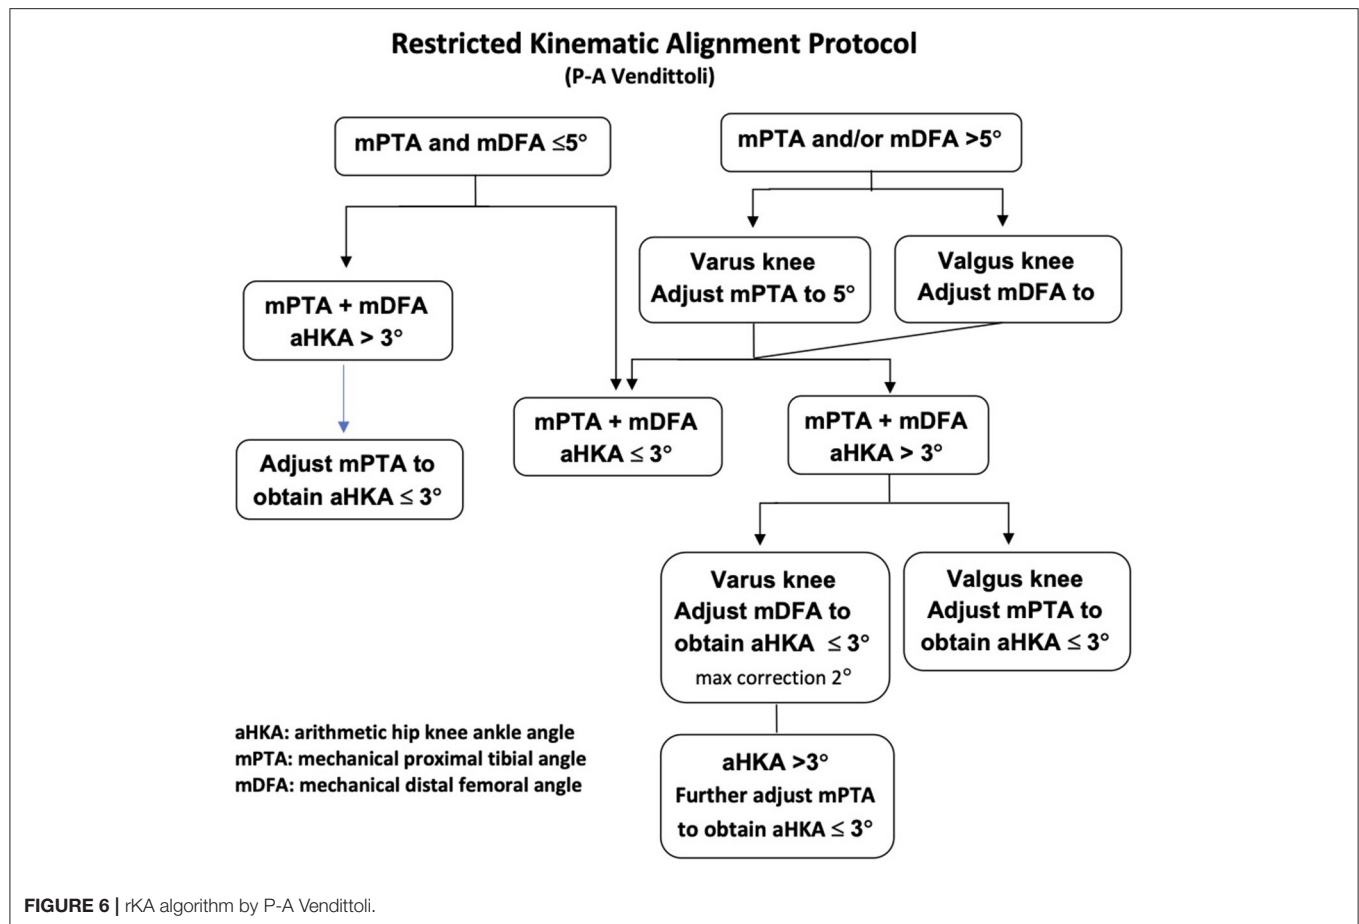 Restricted Kinematic Alignment Protocol
(P-A Vendittoli)
mPTA and mDFA ≤5°
mPTA and/or mDFA >5°
Varus knee
Adjust mPTA to 5°
Valgus knee
Adjust mDFA to
mPTA + mDFA
aHKA > 3°
mPTA + mDFA
aHKA ≤ 3°
mPTA + mDFA
aHKA > 3°
Adjust mPTA to
obtain aHKA ≤ 3°
Varus knee
Adjust mDFA to
obtain aHKA ≤ 3°
max correction 2°
Valgus knee
Adjust mPTA to
obtain aHKA ≤ 3°
aHKA: arithmetic hip knee ankle angle
mPTA: mechanical proximal tibial angle
mDFA: mechanical distal femoral angle
aHKA >3°
Further adjust mPTA
to obtain aHKA ≤ 3°
FIGURE 6 | rKA algorithm by P-A Vendittoli.